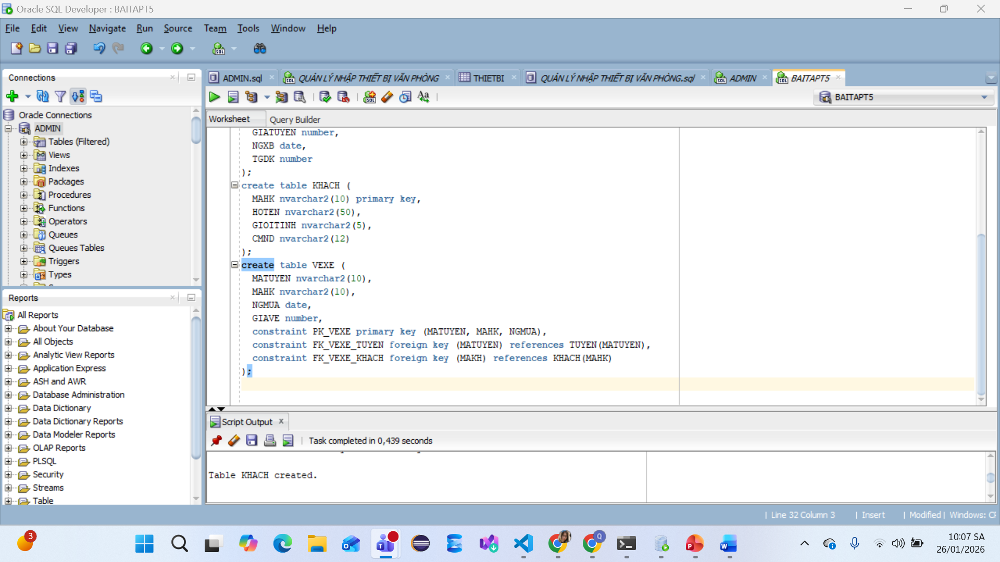 Oracle SQL Developer : BAITAPT5
File Edit View Navigate Run Source Team Tools Window Help
Connections
Oracle Connections
ADMIN
Tables (Filtered)
Views
Indexes
Packages
Procedures
Functions
Operators
Queues
Queues Tables
Triggers
Types
Reports
All Reports
About Your Database
All Objects
Analytic View Reports
Application Express
ASH and AWR
Database Administration
Data Dictionary
Data Dictionary Reports
Data Modeler Reports
OLAP Reports
PLSQL
Security
Streams
Table
ADMIN.sql QUẢN LÝ NHẬP THIẾT BỊ VĂN PHÒNG THIETBI QUẢN LÝ NHẬP THIẾT BỊ VĂN PHÒNG.sql ADMIN BAITAPT5
BAITAPT5
Worksheet Query Builder
GIATUYEN number,
NGXB date,
TGDK number
);
create table KHACH (
MAHK nvarchar2(10) primary key,
HOTEN nvarchar2(50),
GIOITINH nvarchar2(5),
CMND nvarchar2(12)
);
create table VEXE (
MATUYEN nvarchar2(10),
MAHK nvarchar2(10),
NGMUA date,
GIAVE number,
constraint PK_VEXE primary key (MATUYEN, MAHK, NGMUA),
constraint FK_VEXE_TUYEN foreign key (MATUYEN) references TUYEN(MATUYEN),
constraint FK_VEXE_KHACH foreign key (MAKH) references KHACH(MAHK)
);
Script Output
Task completed in 0,439 seconds
Table KHACH created.
Line 32 Column 3 | Insert | Modified | Windows: CF
3
10:07 SA
26/01/2026